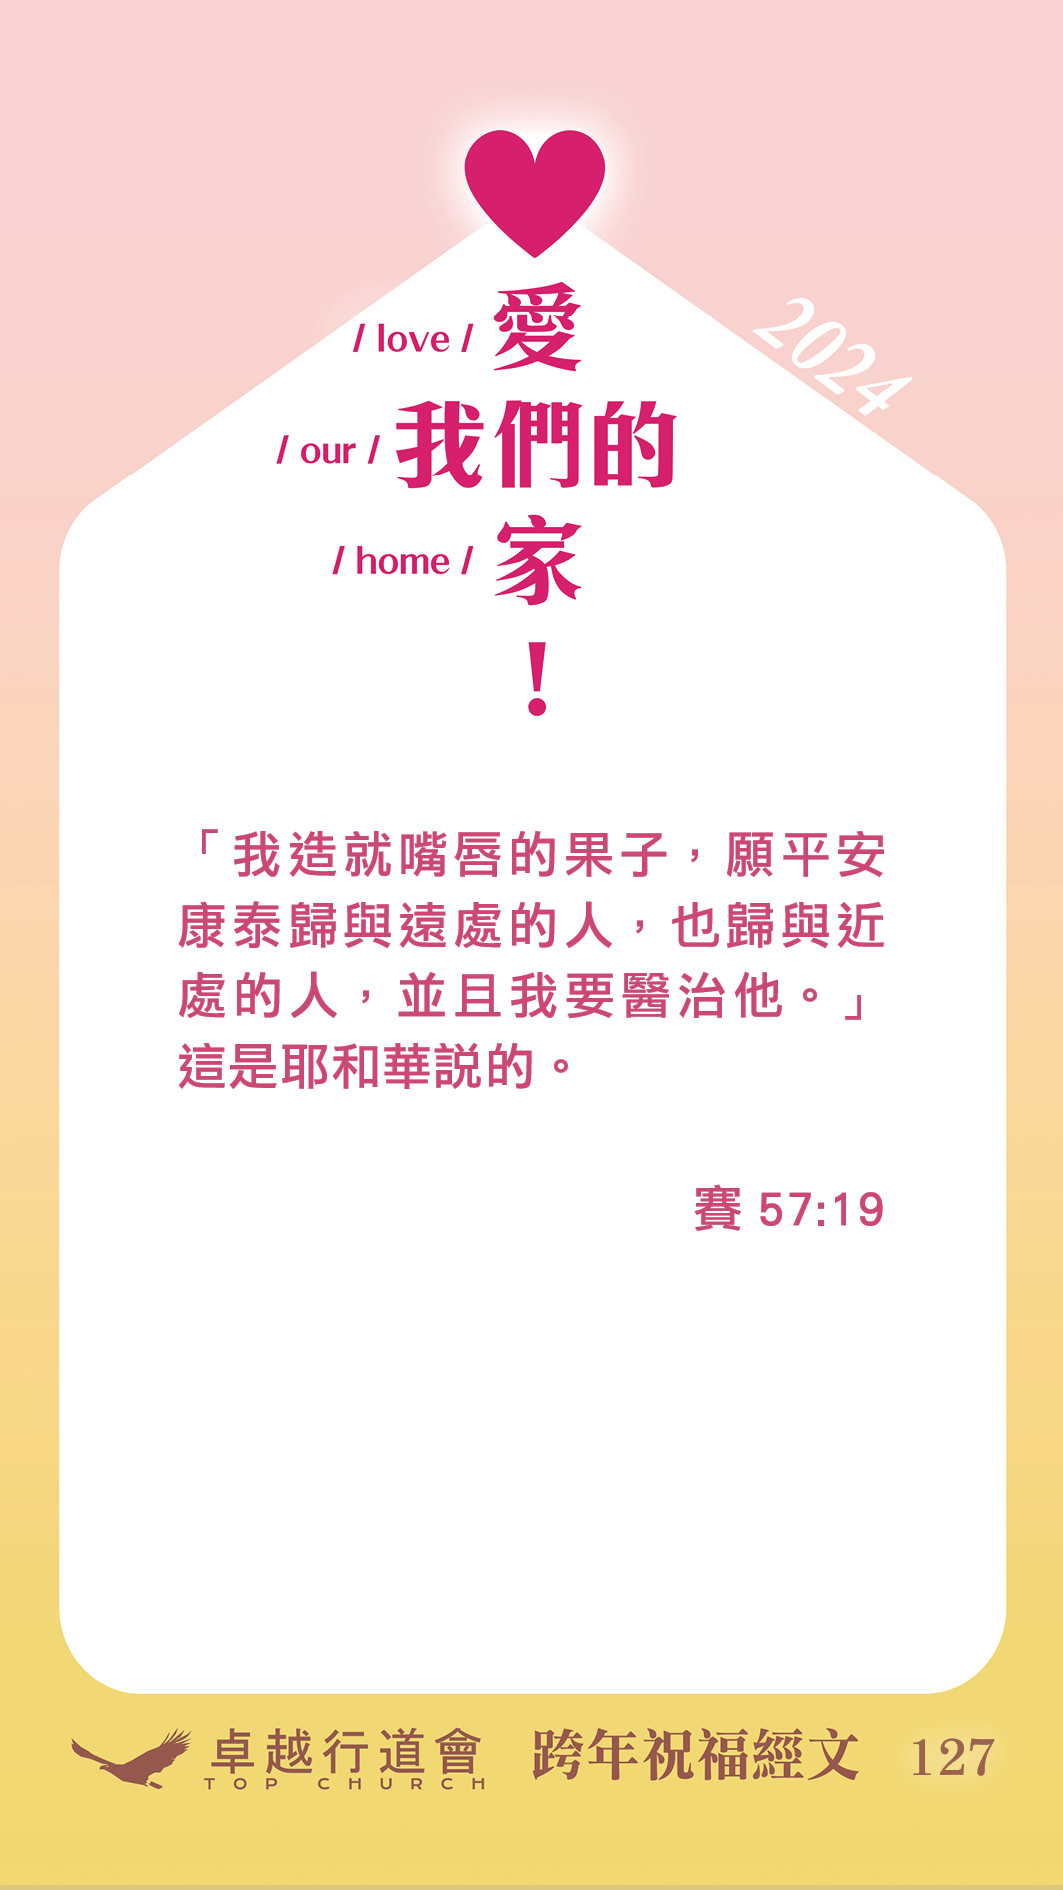 / love / 愛
2024
/ our / 我們的
/ home / 家
！
「我造就嘴唇的果子，願平安
康泰歸與遠處的人，也歸與近
處的人，並且我要醫治他。」
這是耶和華説的。
賽 57:19
卓越行道會 跨年祝福經文 127
TOP CHURCH